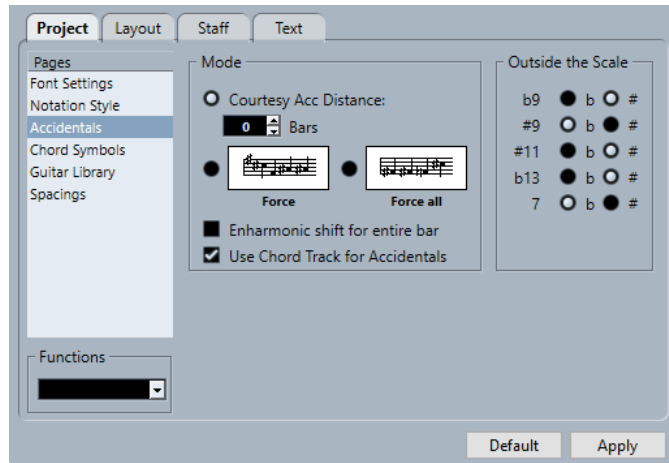 Project Layout Staff Text
Pages
Font Settings
Notation Style
Accidentals
Chord Symbols
Guitar Library
Spacings
Functions
Mode
Courtesy Acc Distance:
0 Bars
Force Force all
Enharmonic shift for entire bar
Use Chord Track for Accidentals
Outside the Scale
b9 b #
#9 b #
#11 b #
b13 b #
7 b #
Default Apply